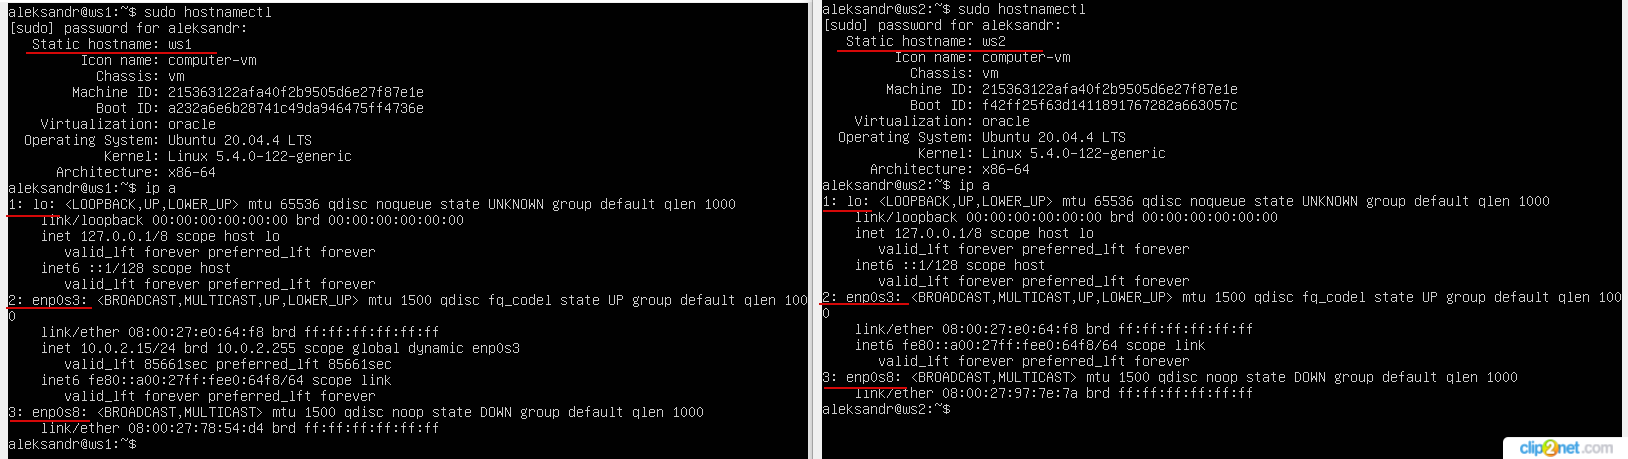 aleksandr@ws1:~$ sudo hostnamectl
[sudo] password for aleksandr:
Static hostname: ws1
Icon name: computer-vm
Chassis: vm
Machine ID: 215363122afa40f2b9505d6e27f87e1e
Boot ID: a232a6e6b28741c49da946475ff4736e
Virtualization: oracle
Operating System: Ubuntu 20.04.4 LTS
Kernel: Linux 5.4.0-122-generic
Architecture: x86-64
aleksandr@ws1:~$ ip a
1: lo: <LOOPBACK,UP,LOWER_UP> mtu 65536 qdisc noqueue state UNKNOWN group default qlen 1000
link/loopback 00:00:00:00:00:00 brd 00:00:00:00:00:00
inet 127.0.0.1/8 scope host lo
valid_lft forever preferred_lft forever
inet6 ::1/128 scope host
valid_lft forever preferred_lft forever
2: enp0s3: <BROADCAST,MULTICAST,UP,LOWER_UP> mtu 1500 qdisc fq_codel state UP group default qlen 100
0
link/ether 08:00:27:e0:64:f8 brd ff:ff:ff:ff:ff:ff
inet 10.0.2.15/24 brd 10.0.2.255 scope global dynamic enp0s3
valid_lft 85661sec preferred_lft 85661sec
inet6 fe80::a00:27ff:fee0:64f8/64 scope link
valid_lft forever preferred_lft forever
3: enp0s8: <BROADCAST,MULTICAST> mtu 1500 qdisc noop state DOWN group default qlen 1000
link/ether 08:00:27:78:54:d4 brd ff:ff:ff:ff:ff:ff
aleksandr@ws1:~$
aleksandr@ws2:~$ sudo hostnamectl
[sudo] password for aleksandr:
Static hostname: ws2
Icon name: computer-vm
Chassis: vm
Machine ID: 215363122afa40f2b9505d6e27f87e1e
Boot ID: f42ff25f63d1411891767282a663057c
Virtualization: oracle
Operating System: Ubuntu 20.04.4 LTS
Kernel: Linux 5.4.0-122-generic
Architecture: x86-64
aleksandr@ws2:~$ ip a
1: lo: <LOOPBACK,UP,LOWER_UP> mtu 65536 qdisc noqueue state UNKNOWN group default qlen 1000
link/loopback 00:00:00:00:00:00 brd 00:00:00:00:00:00
inet 127.0.0.1/8 scope host lo
valid_lft forever preferred_lft forever
inet6 ::1/128 scope host
valid_lft forever preferred_lft forever
2: enp0s3: <BROADCAST,MULTICAST,UP,LOWER_UP> mtu 1500 qdisc fq_codel state UP group default qlen 100
0
link/ether 08:00:27:e0:64:f8 brd ff:ff:ff:ff:ff:ff
inet6 fe80::a00:27ff:fee0:64f8/64 scope link
valid_lft forever preferred_lft forever
3: enp0s8: <BROADCAST,MULTICAST> mtu 1500 qdisc noop state DOWN group default qlen 1000
link/ether 08:00:27:97:7e:7a brd ff:ff:ff:ff:ff:ff
aleksandr@ws2:~$
clip2net.com